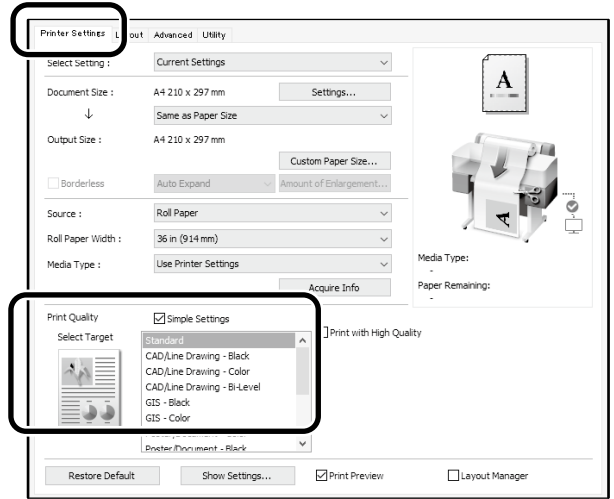 Printer Settings out Advanced Utility
Select Setting : Current Settings
Document Size : A4 210 x 297 mm Settings...
Same as Paper Size
Output Size : A4 210 x 297 mm
Custom Paper Size...
Borderless Auto Expand Amount of Enlargement...
Source : Roll Paper
Roll Paper Width : 36 in (914 mm)
Media Type : Use Printer Settings
Acquire Info
A
A
Media Type:
-
Paper Remaining:
-
Print Quality Simple Settings
Select Target
Standard
CAD/Line Drawing - Black
CAD/Line Drawing - Color
CAD/Line Drawing - Bi-Level
GIS - Black
GIS - Color
Poster/Document - Black
Print with High Quality
Restore Default Show Settings... Print Preview Layout Manager